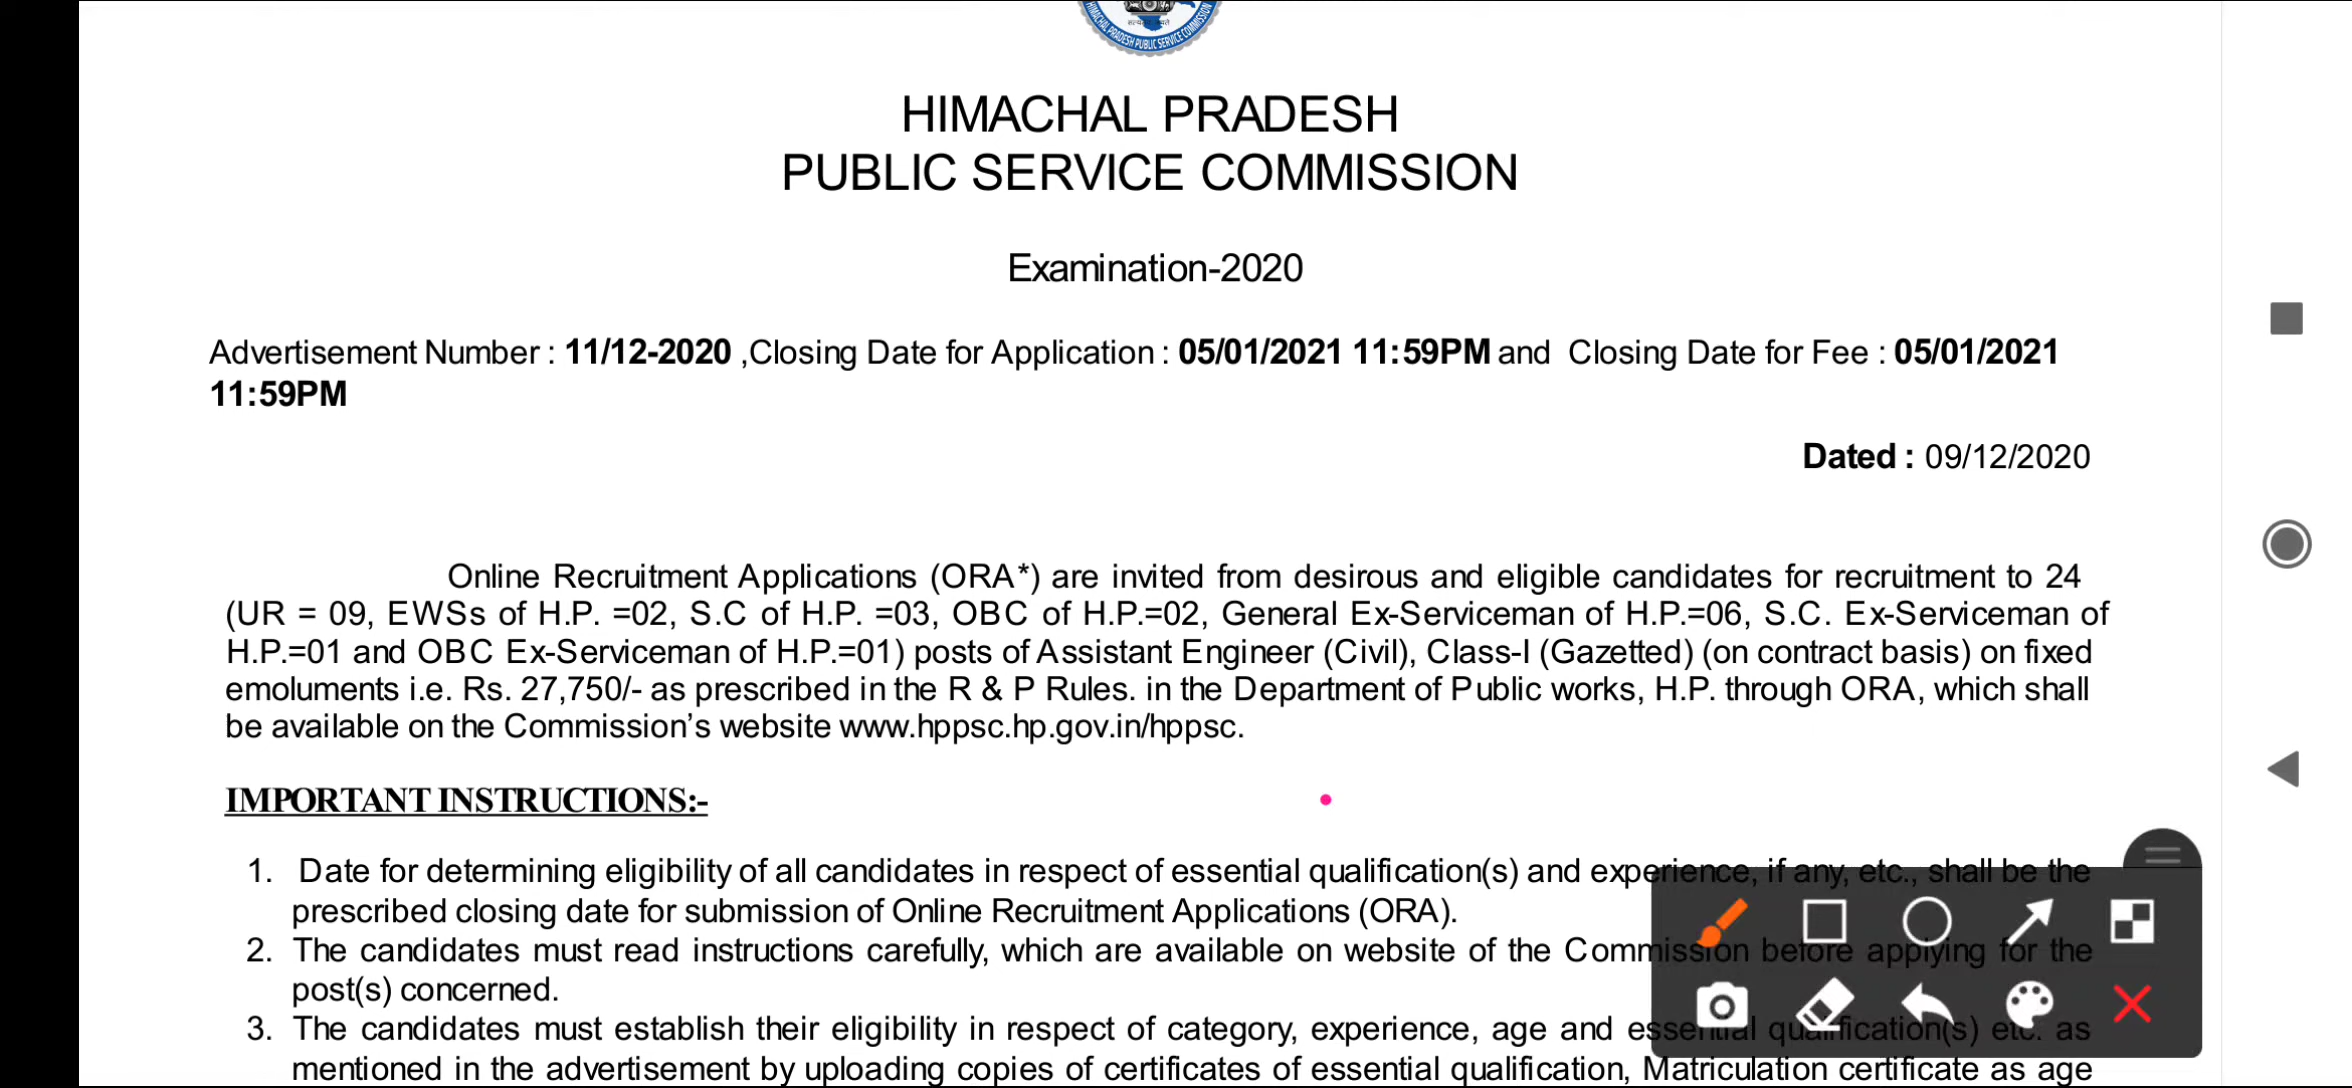 HIMACHAL PRADESH PUBLIC SERVICE COMMISSION
HIMACHAL PRADESH
PUBLIC SERVICE COMMISSION
Examination-2020
Advertisement Number : 11/12-2020 ,Closing Date for Application : 05/01/2021 11:59PM and Closing Date for Fee : 05/01/2021
11:59PM
Dated : 09/12/2020
Online Recruitment Applications (ORA*) are invited from desirous and eligible candidates for recruitment to 24
(UR = 09, EWSs of H.P. =02, S.C of H.P. =03, OBC of H.P.=02, General Ex-Serviceman of H.P.=06, S.C. Ex-Serviceman of
H.P.=01 and OBC Ex-Serviceman of H.P.=01) posts of Assistant Engineer (Civil), Class-I (Gazetted) (on contract basis) on fixed
emoluments i.e. Rs. 27,750/- as prescribed in the R & P Rules. in the Department of Public works, H.P. through ORA, which shall
be available on the Commission’s website www.hppsc.hp.gov.in/hppsc.
IMPORTANT INSTRUCTIONS:-
1. Date for determining eligibility of all candidates in respect of essential qualification(s) and experience, if any, etc., shall be the
prescribed closing date for submission of Online Recruitment Applications (ORA).
2. The candidates must read instructions carefully, which are available on website of the Commission before applying for the
post(s) concerned.
3. The candidates must establish their eligibility in respect of category, experience, age and essential qualification(s) etc. as
mentioned in the advertisement by uploading copies of certificates of essential qualification, Matriculation certificate as age